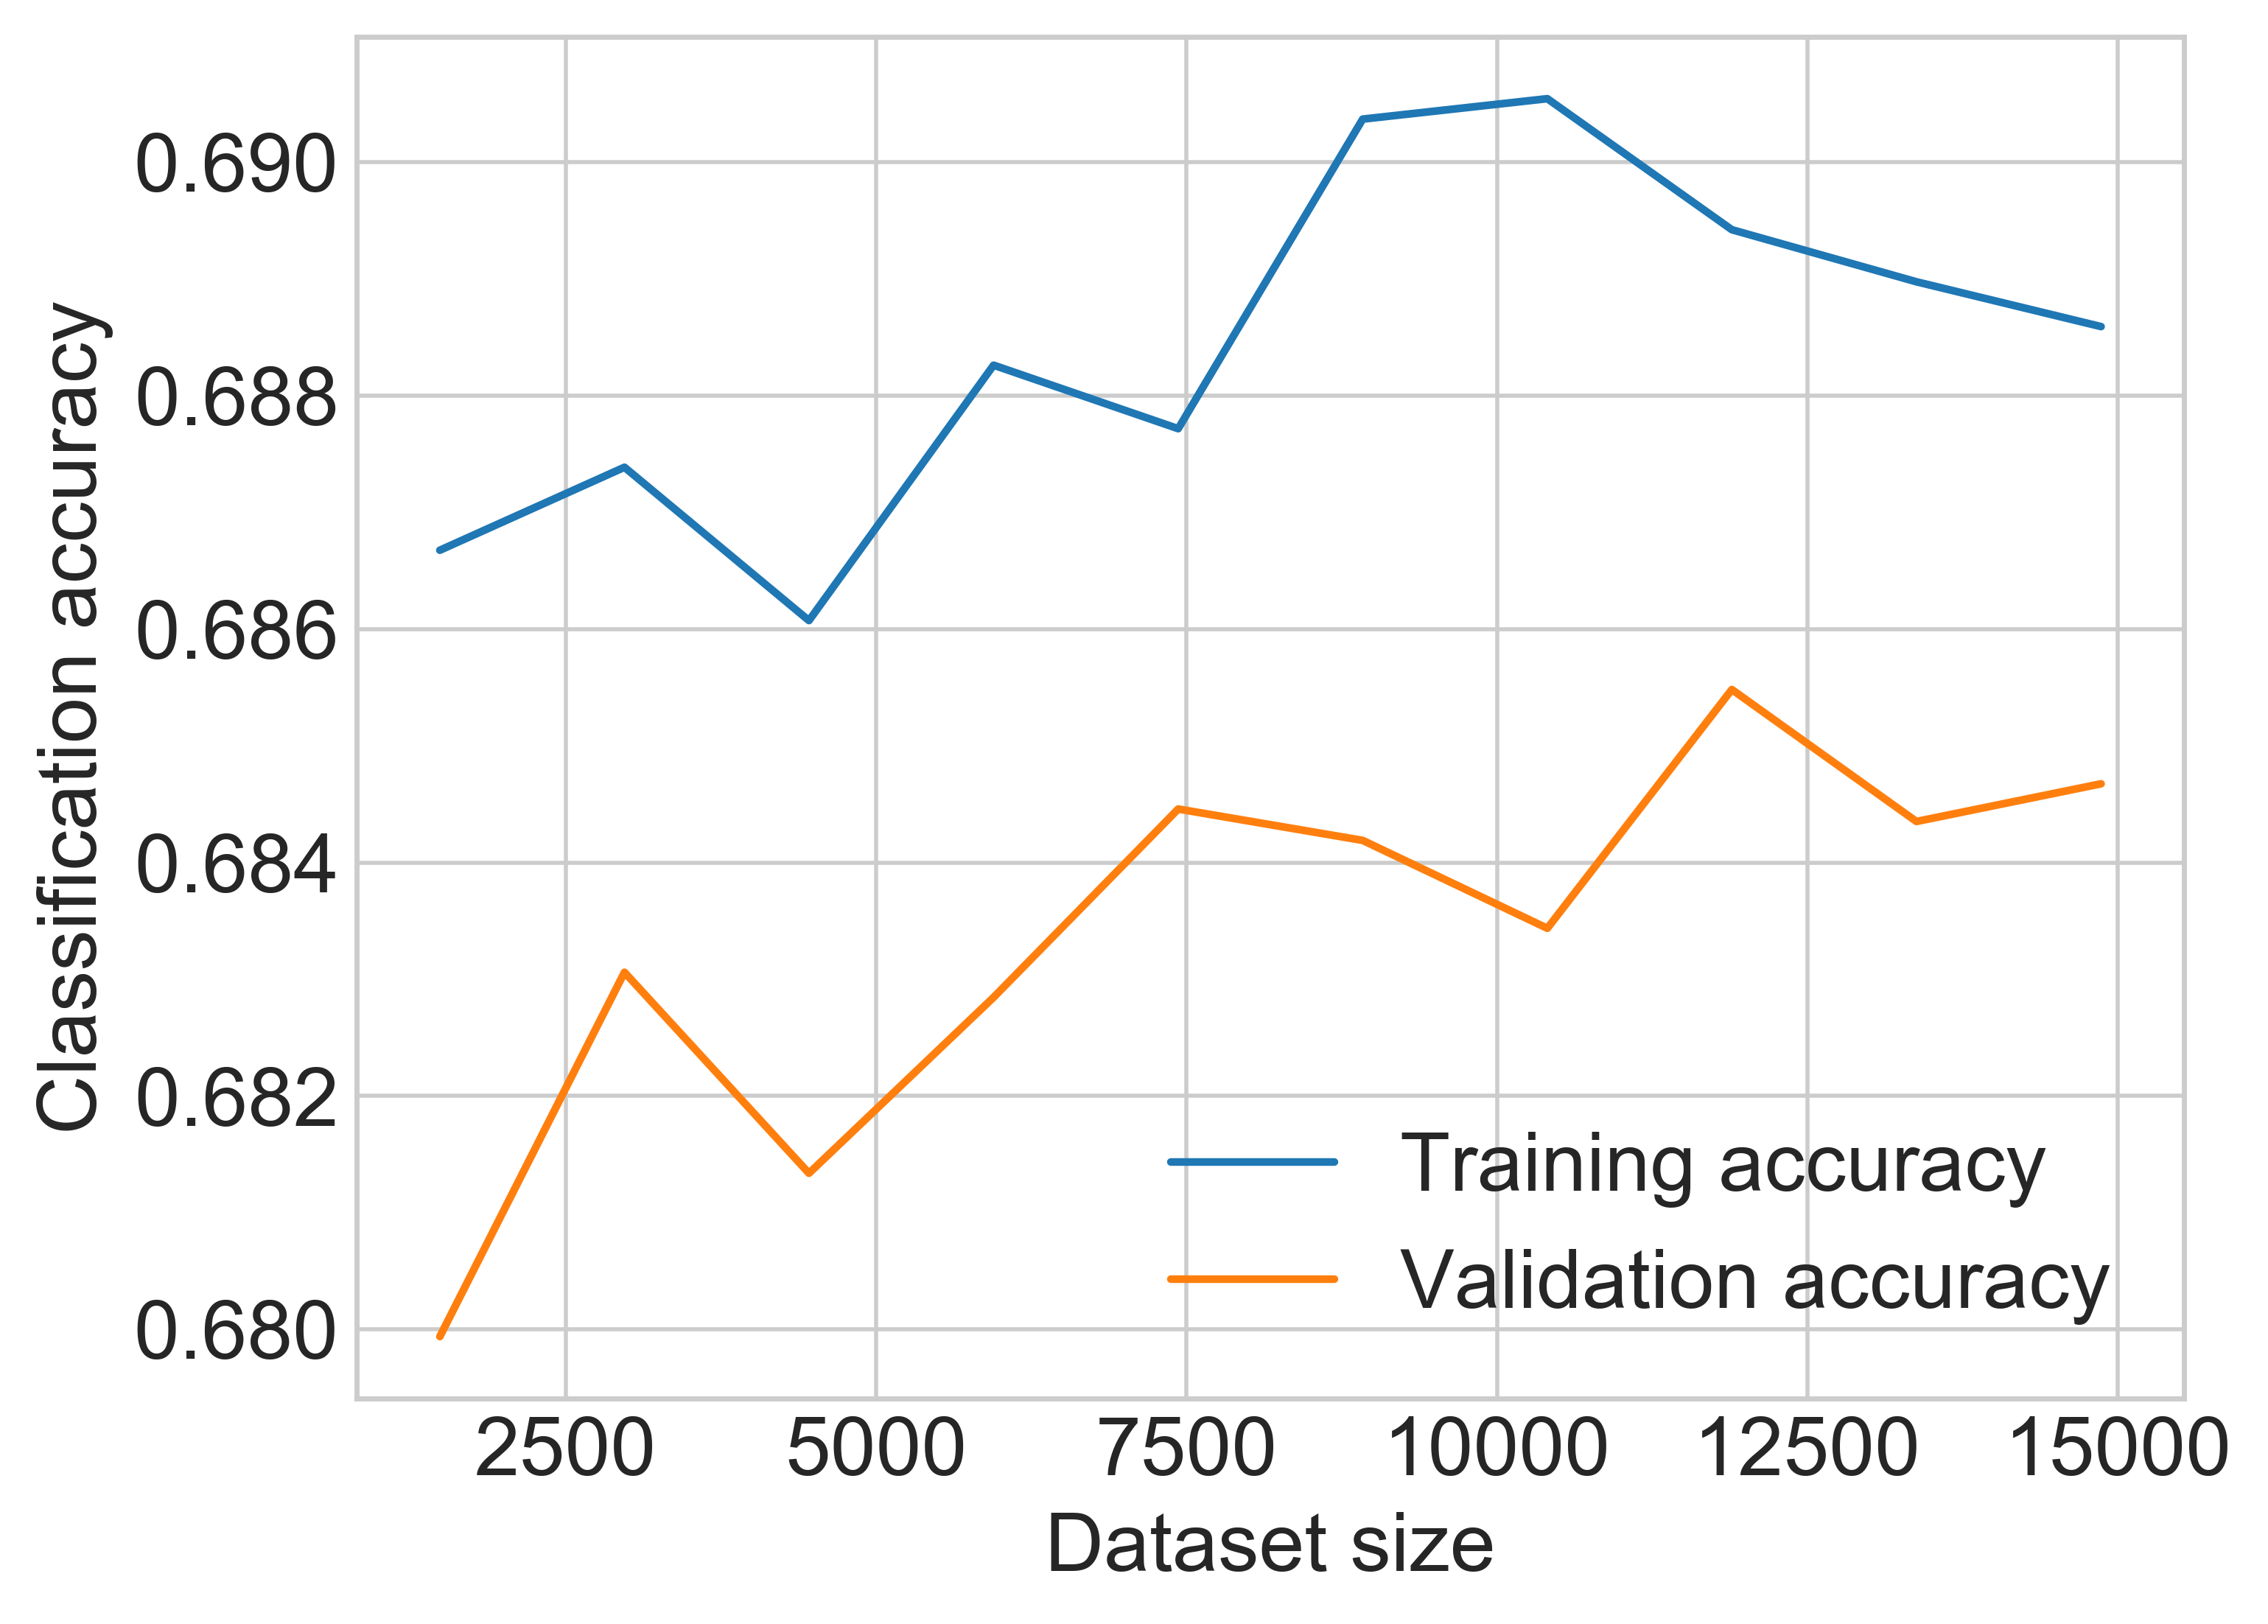 Classification accuracy
0.690
0.688
0.686
0.684
0.682
0.680
Training accuracy
Validation accuracy
2500 5000 7500 10000 12500 15000
Dataset size